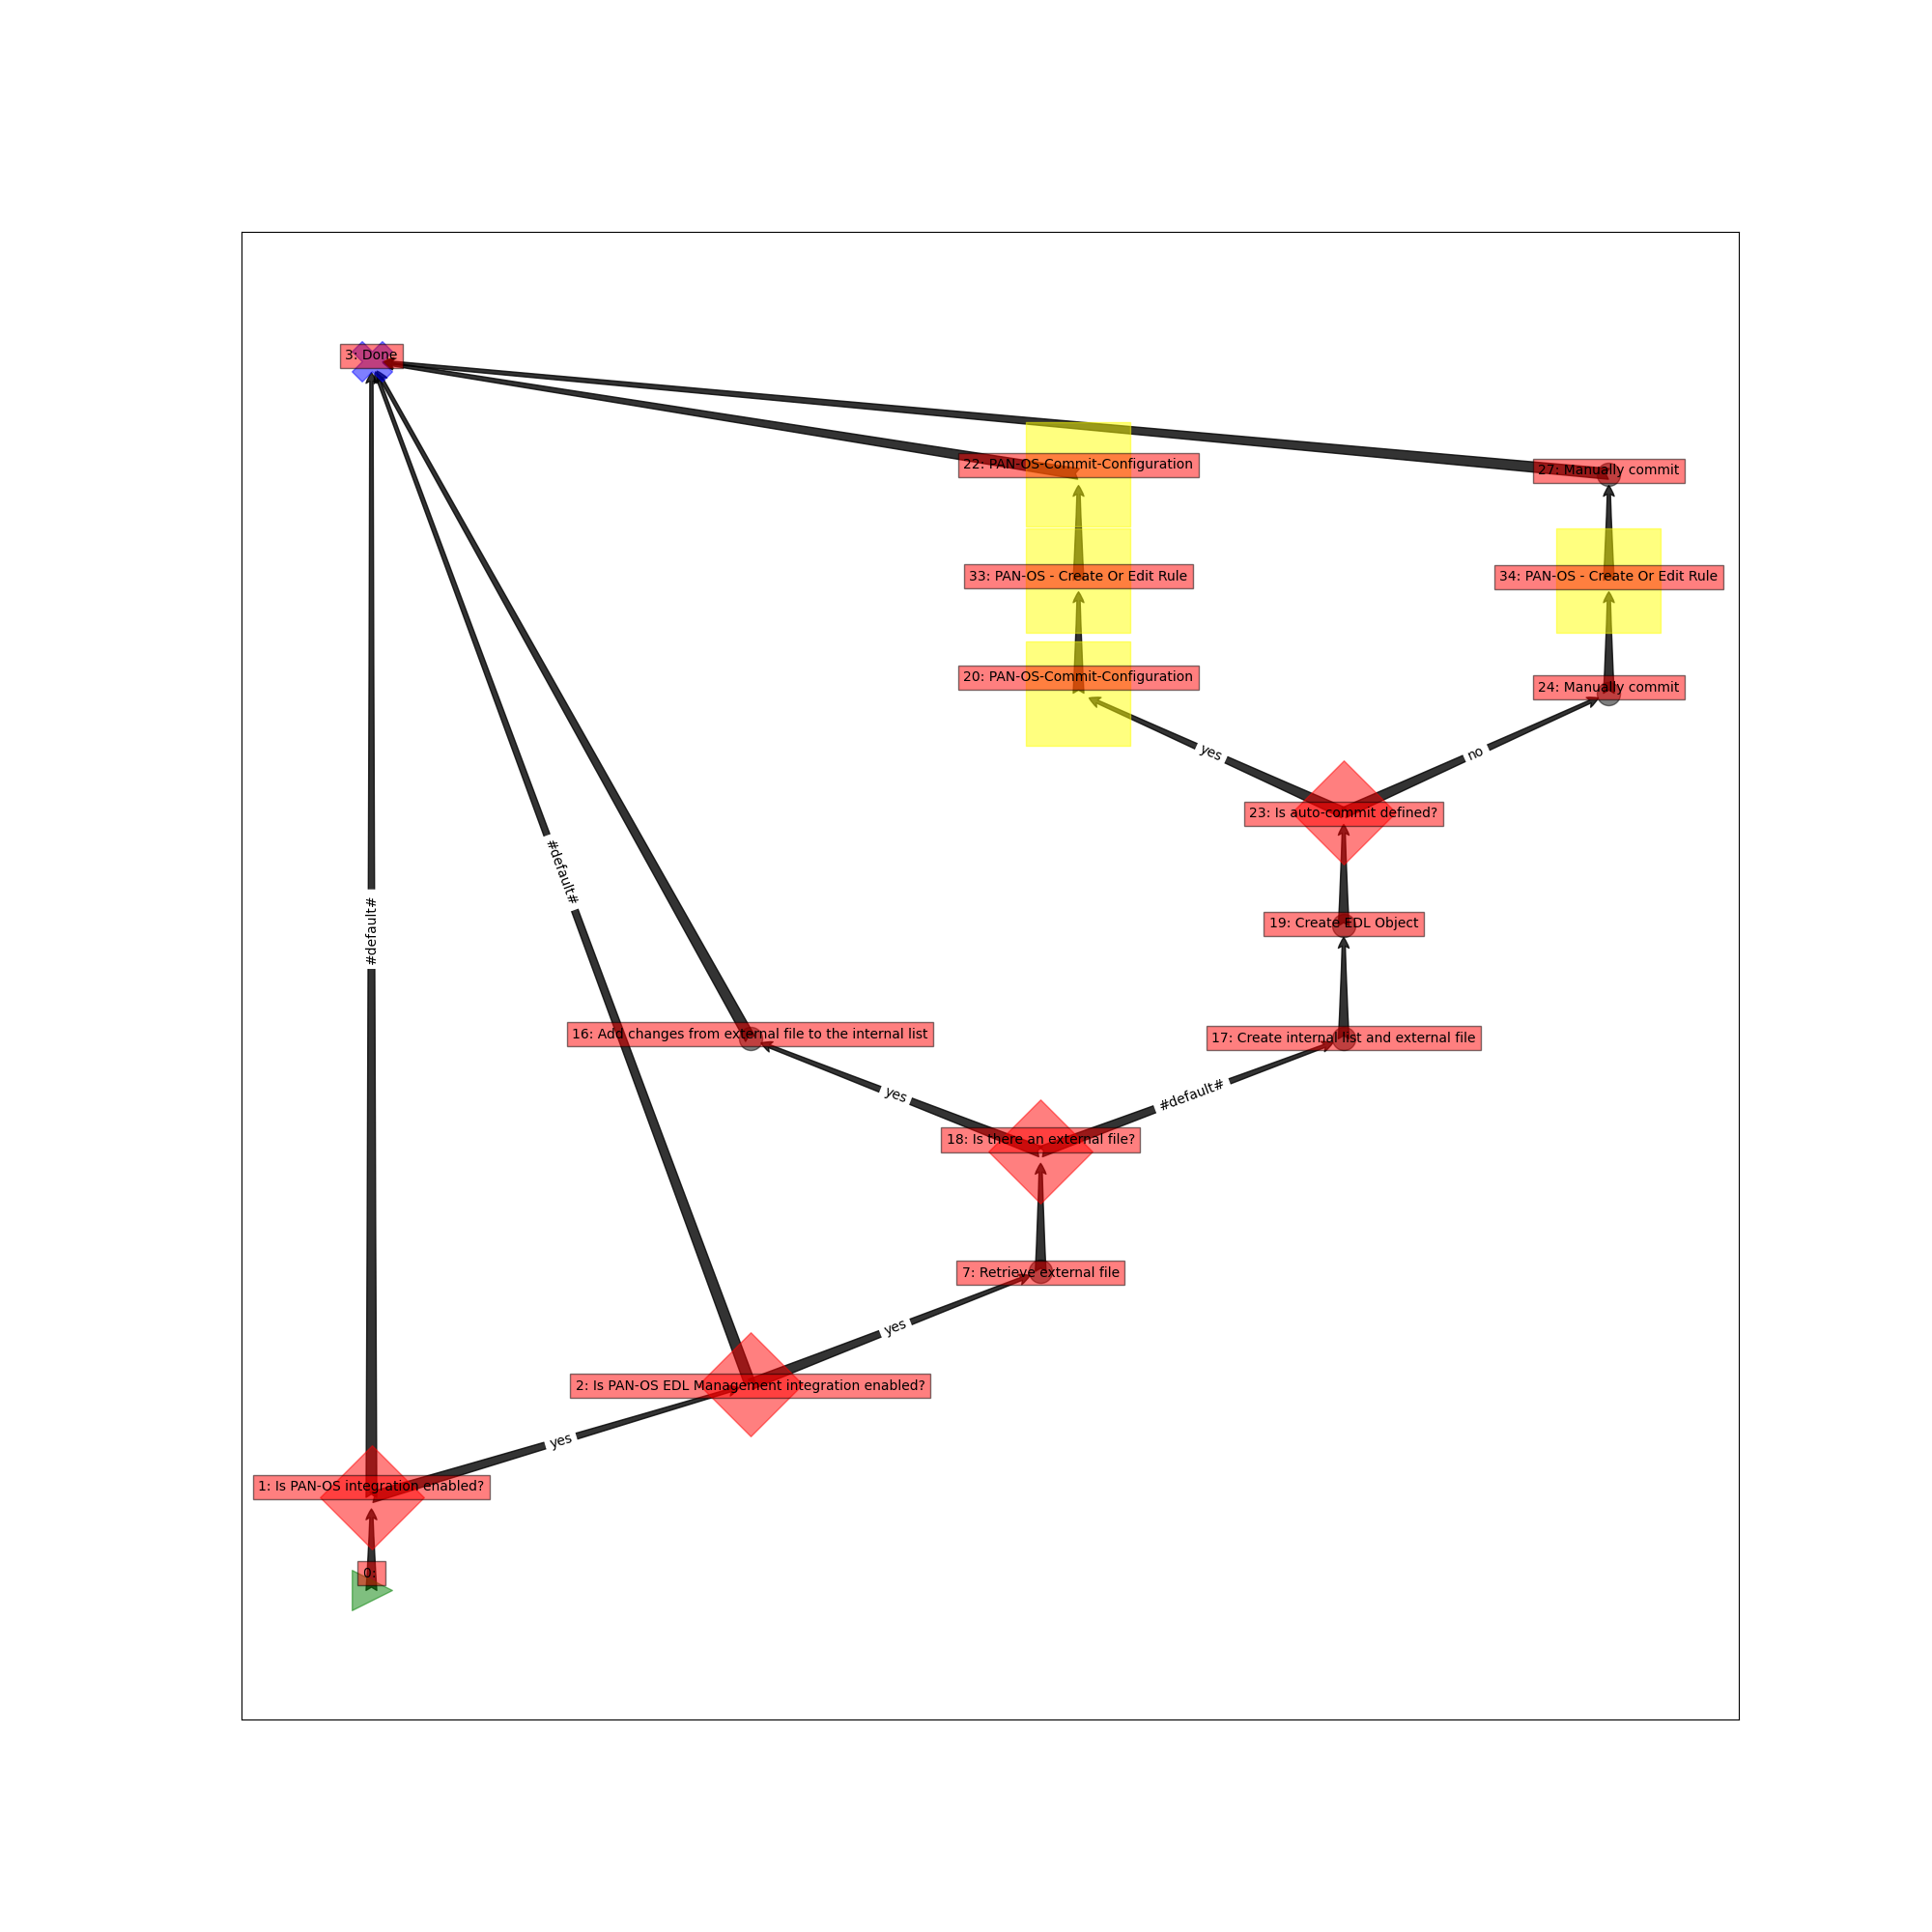 3: Done
22: PAN-OS-Commit-Configuration
27: Manually commit
33: PAN-OS - Create Or Edit Rule
34: PAN-OS - Create Or Edit Rule
20: PAN-OS-Commit-Configuration
24: Manually commit
yes
no
23: Is auto-commit defined?
#default#
#default#
19: Create EDL Object
16: Add changes from external file to the internal list
17: Create internal list and external file
yes
#default#
18: Is there an external file?
7: Retrieve external file
yes
2: Is PAN-OS EDL Management integration enabled?
yes
1: Is PAN-OS integration enabled?
0: